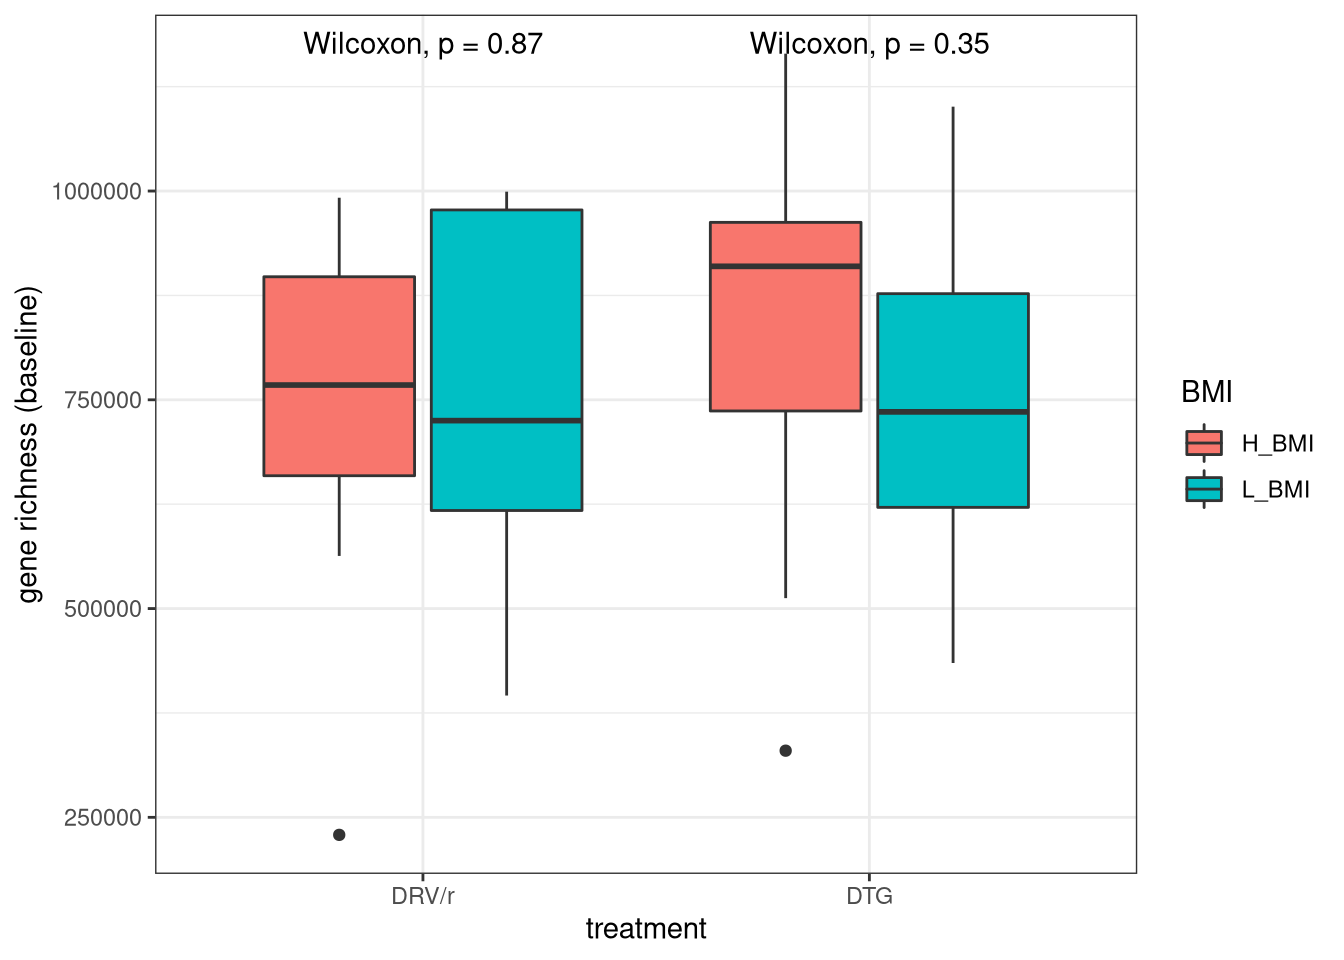 Wilcoxon, p = 0.87
Wilcoxon, p = 0.35
gene richness (baseline)
1000000
750000
500000
250000
DRV/r
DTG
treatment
BMI
H_BMI
L_BMI